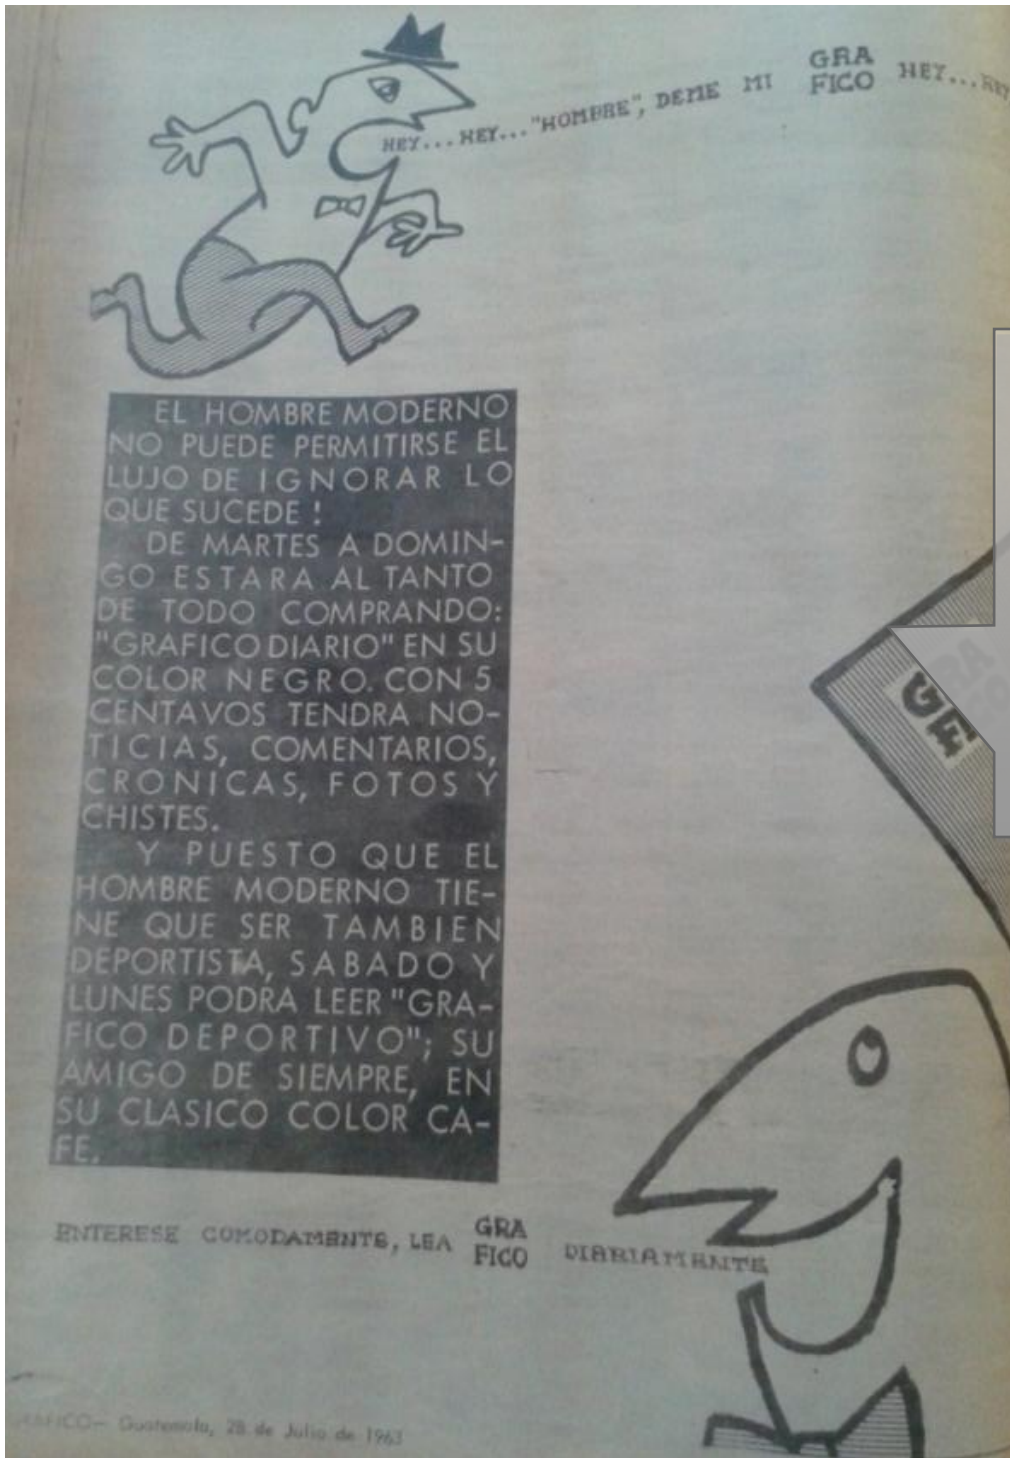 HEY...HEY..."HOMBRE", DEME MI GRA FICO HEY...HEY
EL HOMBRE MODERNO
NO PUEDE PERMITIRSE EL
LUJO DE IGNORAR LO
QUE SUCEDE !
DE MARTES A DOMIN-
GO ESTARA AL TANTO
DE TODO COMPRANDO:
"GRAFICO DIARIO" EN SU
COLOR NEGRO. CON 5
CENTAVOS TENDRA NO-
TICIAS, COMENTARIOS,
CRONICAS, FOTOS Y
CHISTES.
Y PUESTO QUE EL
HOMBRE MODERNO TIE-
NE QUE SER TAMBIEN
DEPORTISTA, SABADO Y
LUNES PODRA LEER "GRA-
FICO DEPORTIVO"; SU
AMIGO DE SIEMPRE, EN
SU CLASICO COLOR CA-
FE.
ENTERESE COMODAMENTE, LEA GRA FICO DIARIAMENTE
GRAFICO— Guatemala, 28 de Julio de 1963